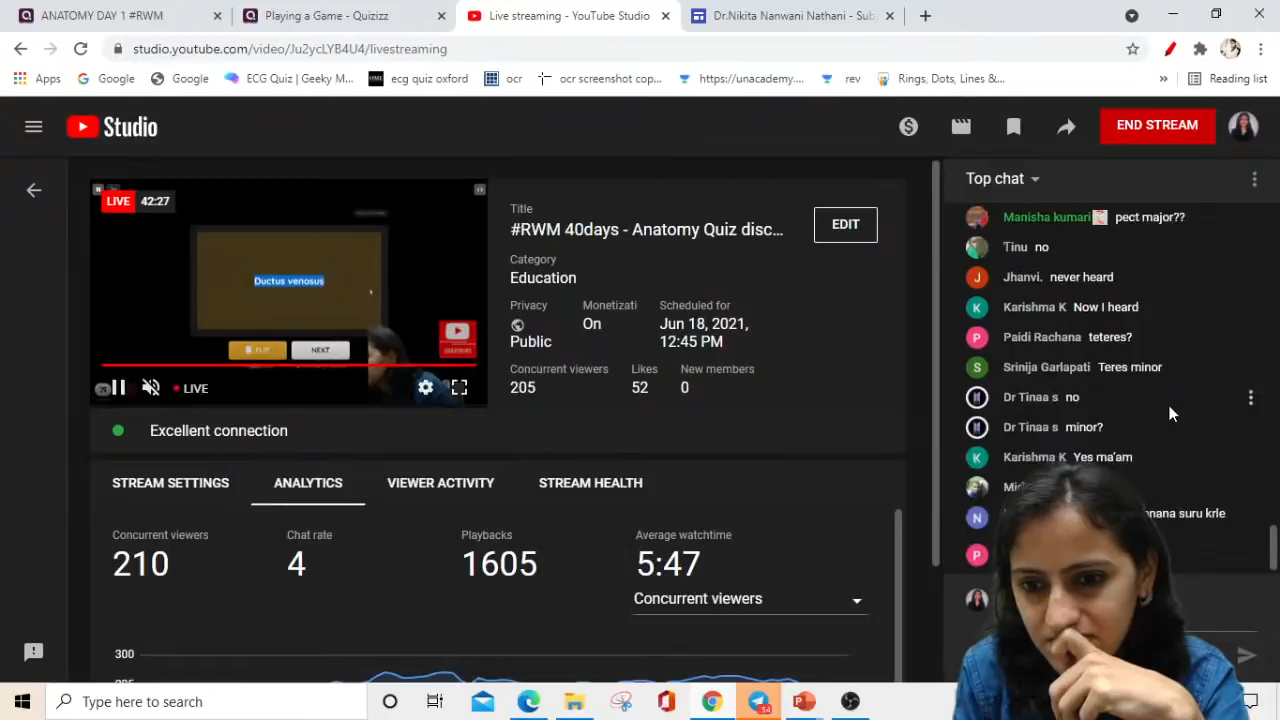 ANATOMY DAY 1 #RWM
Playing a Game - Quizizz
Live streaming - YouTube Studio
Dr.Nikita NANWANI Nathani - Sub
studio.youtube.com/video/Ju2ycLYB4U4/livestreaming
Apps
Google
Google
ECG Quiz | Geeky M...
ecg quiz oxford
ocr
ocr screenshot cop...
https://unacademy....
rev
Rings, Dots, Lines &...
Reading list
Studio
END STREAM
LIVE 42:27
Ductus venosus
FLIP
NEXT
SUBSCRIBE
LIVE
Title
#RWM 40days - Anatomy Quiz disc...
EDIT
Category
Education
Privacy
Public
Monetizati
On
Scheduled for
Jun 18, 2021,
12:45 PM
Concurrent viewers
205
Likes
52
New members
0
Excellent connection
STREAM SETTINGS
ANALYTICS
VIEWER ACTIVITY
STREAM HEALTH
Concurrent viewers
210
Chat rate
4
Playbacks
1605
Average watchtime
5:47
Concurrent viewers
300
Top chat
Manisha kumari pect major??
Tinu no
Jhanvi. never heard
Karishma K Now I heard
Paidi Rachana teteres?
Srinija Garlapati Teres minor
Dr Tinaa s no
Dr Tinaa s minor?
Karishma K Yes ma'am
suru krle
Type here to search